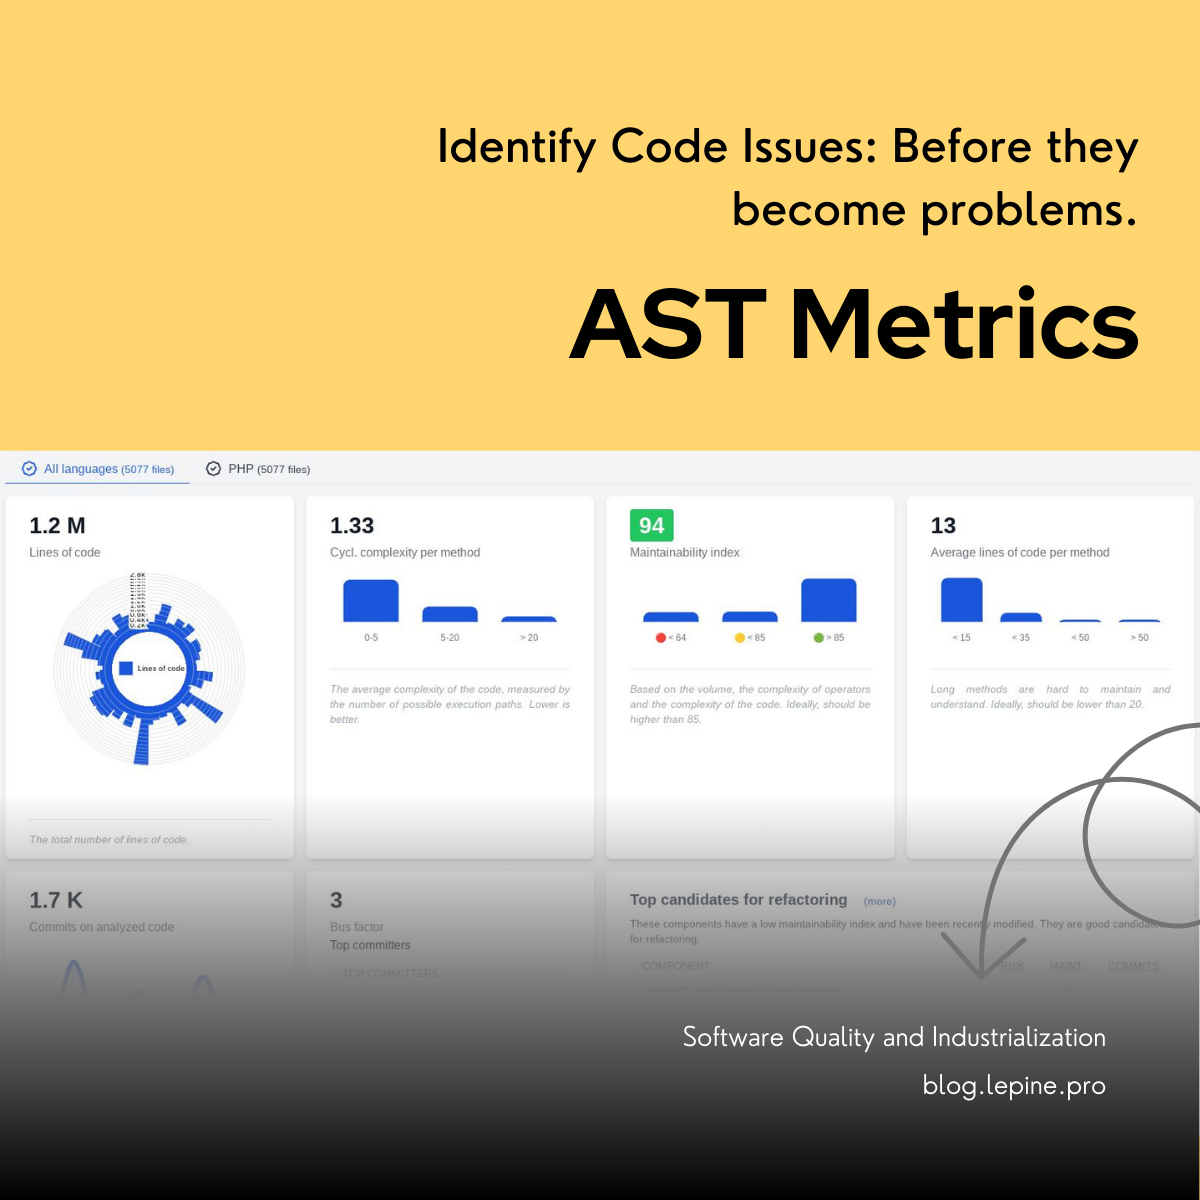 Identify Code Issues: Before they
become problems.
AST Metrics
All languages (5077 files)
PHP (5077 files)
1.2 M
Lines of code
Lines of code
The total number of lines of code.
1.33
Cycl. complexity per method
0-5
5-20
> 20
The average complexity of the code, measured by
the number of possible execution paths. Lower is
better.
94
Maintainability index
< 64
< 85
> 85
Based on the volume, the complexity of operators
and the complexity of the code. Ideally, should be
higher than 85.
13
Average lines of code per method
< 15
< 35
< 50
> 50
Long methods are hard to maintain and
understand. Ideally, should be lower than 20.
1.7 K
Commits on analyzed code
3
Bus factor
Top committers
TOP COMMITTERS
Top candidates for refactoring (more)
These components have a low maintainability index and have been recently modified. They are good candidates
for refactoring.
COMPONENT RISK MAINT. COMMITS
Software Quality and Industrialization
blog.lepine.pro